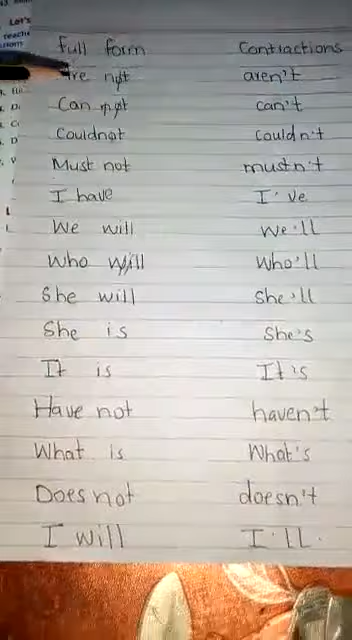 Let's
teach
Full form Contractions
Are not aren't
Can not can't
Couldnot couldn't
Must not mustn't
I have I've
We will we'll
Who will Who'll
She will She'll
She is She's
It is It's
Have not haven't
What is What's
Does not doesn't
I will I'll.